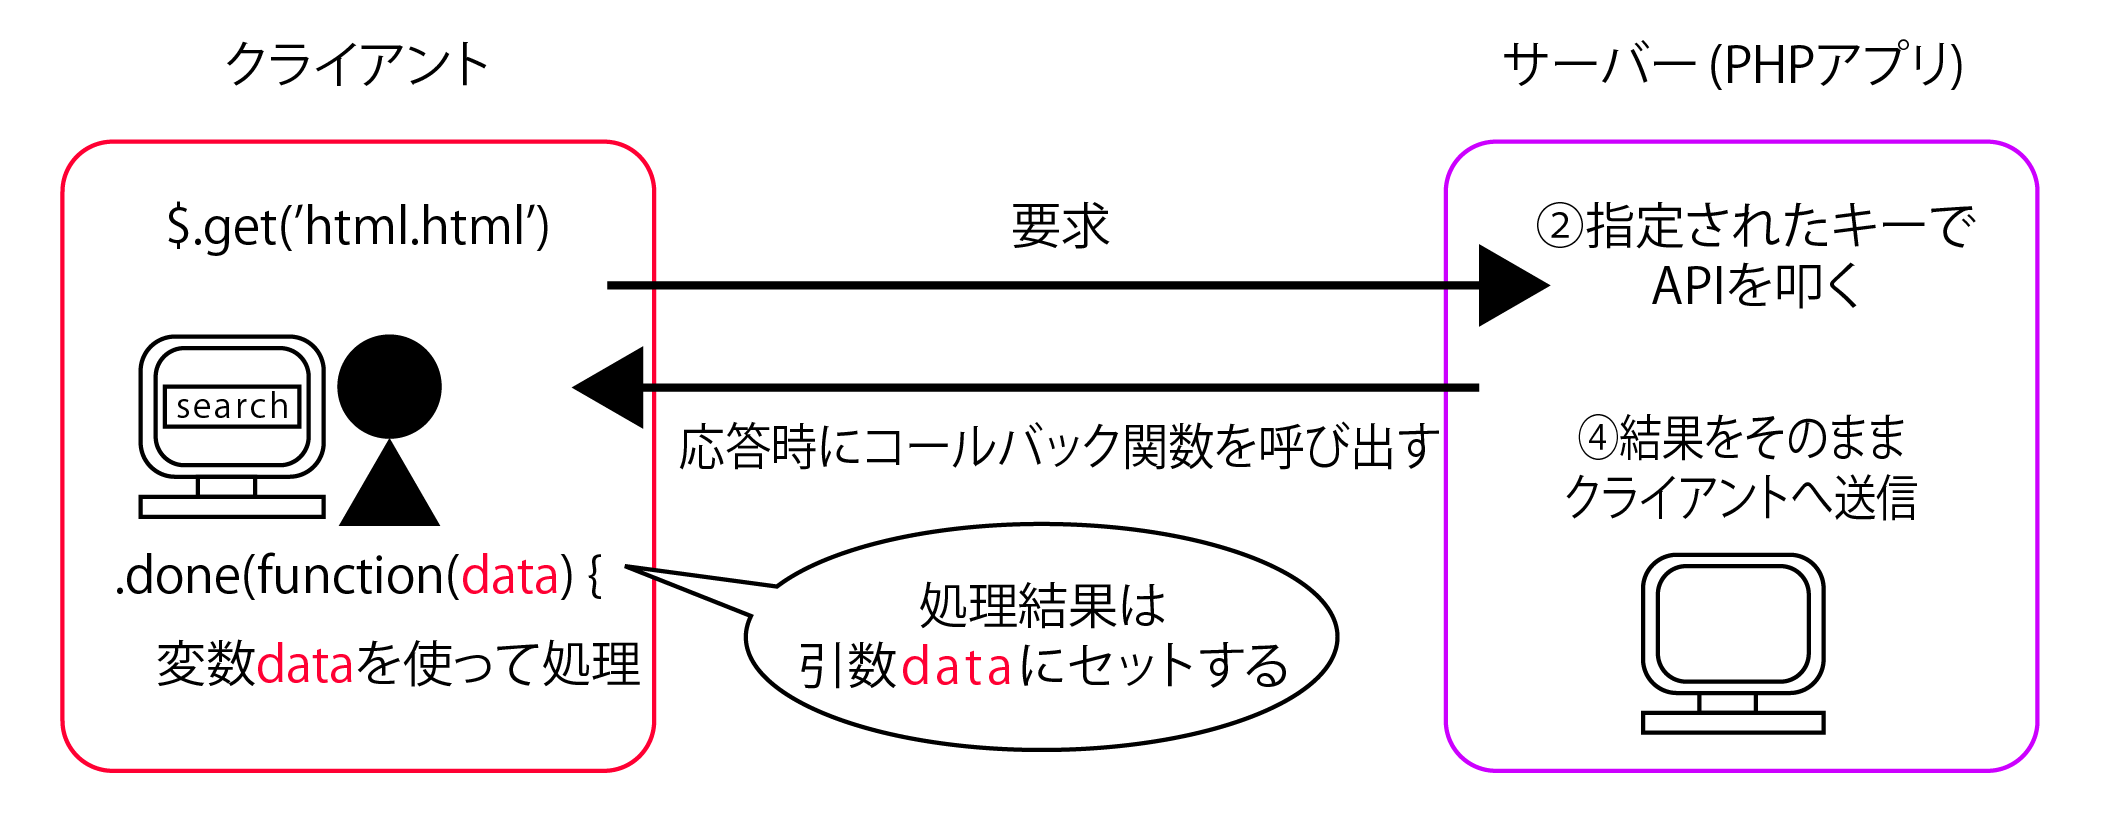 クライアント
サーバー (PHPアプリ)
$.get(’html.html’)
要求
②指定されたキーで
APIを叩く
search
応答時にコールバック関数を呼び出す
④結果をそのまま
クライアントへ送信
.done(function(data) {
変数dataを使って処理
処理結果は
引数dataにセットする